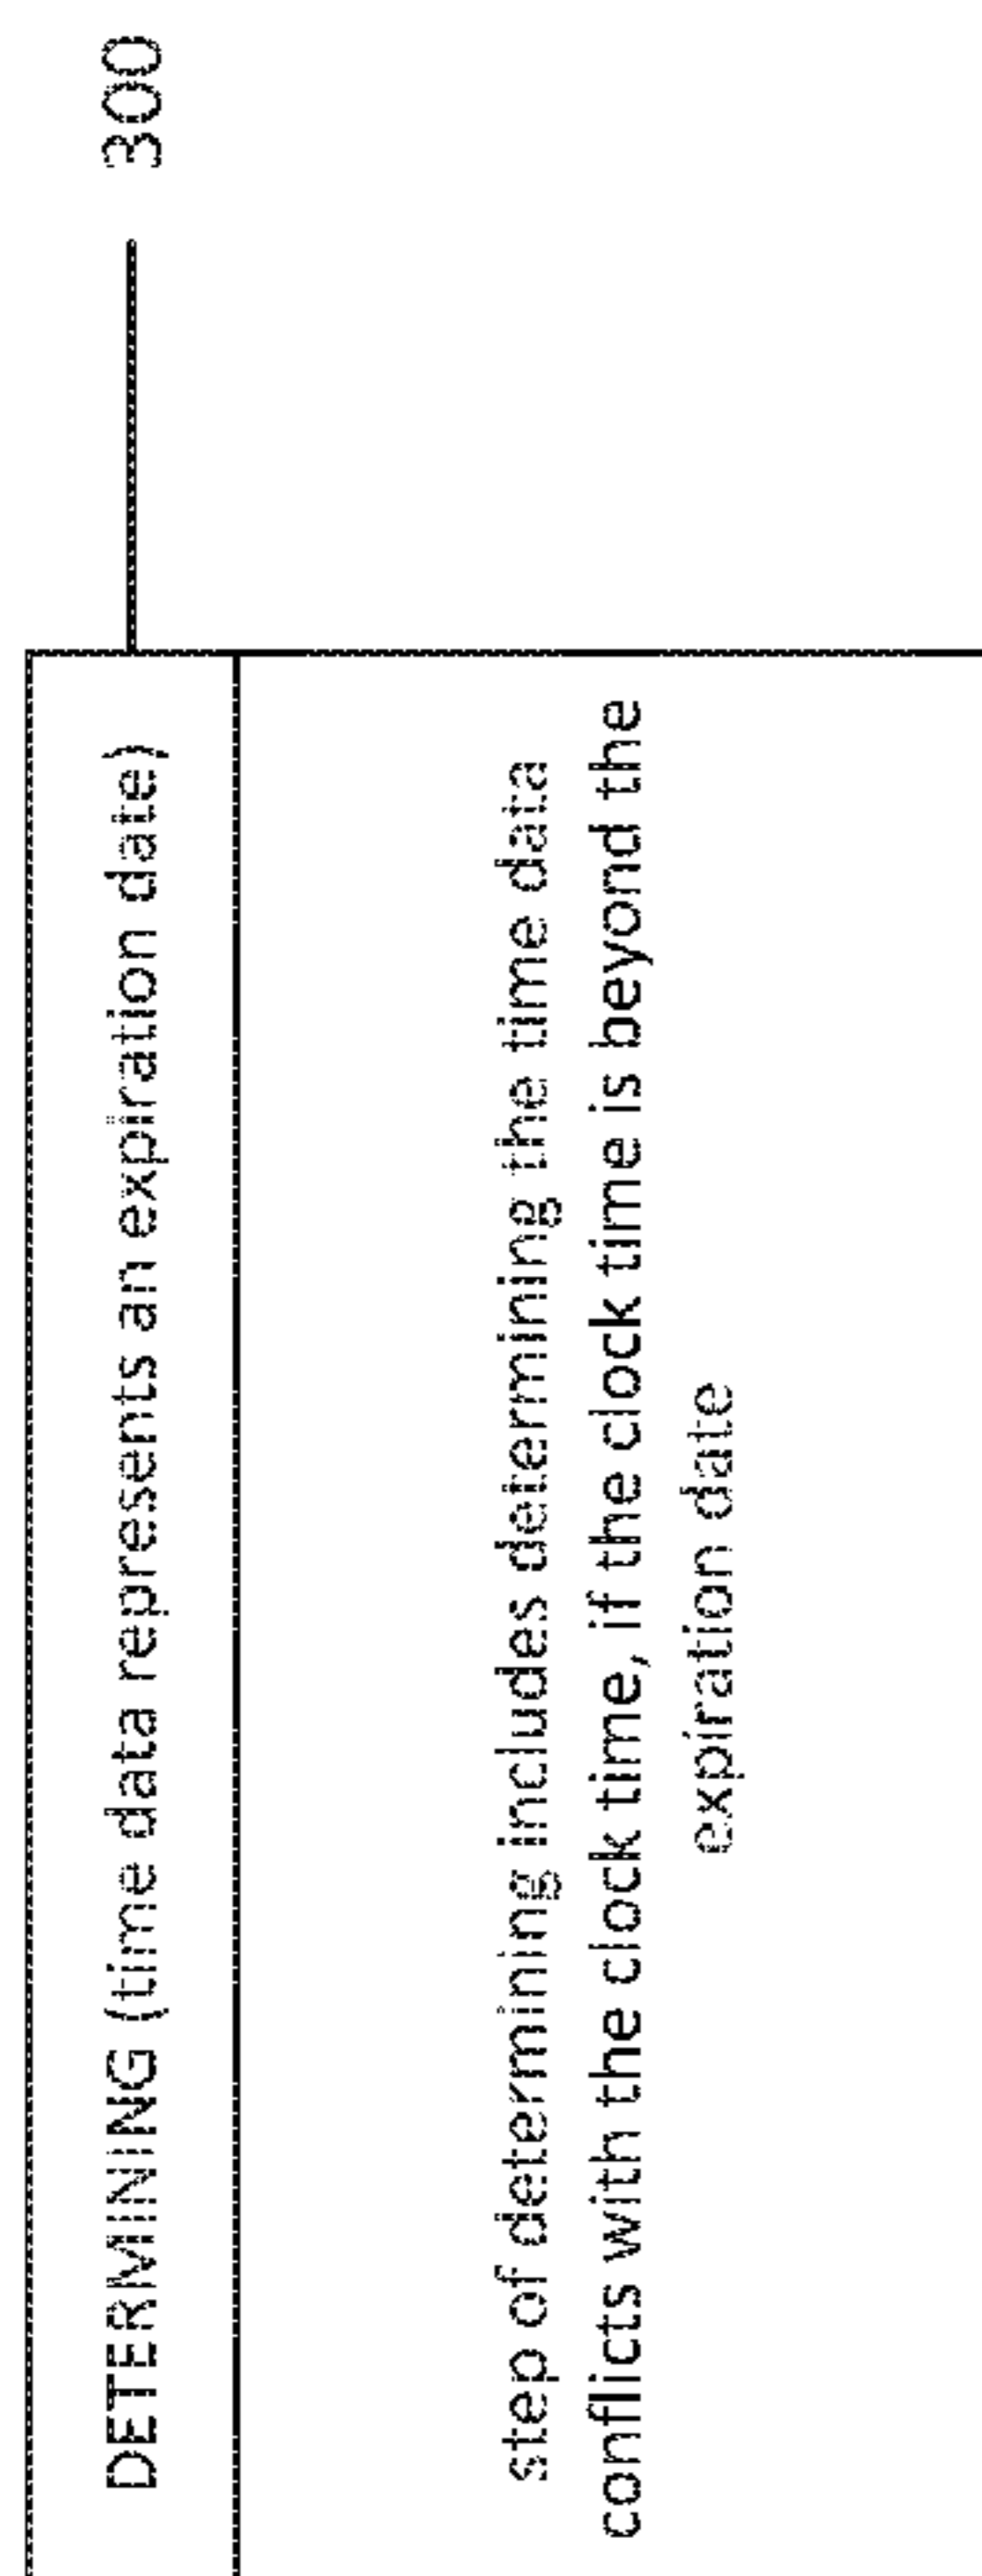 DETERMINING (time data represents an expiration date)
300
step of determining includes determining the time data
conflicts with the clock time, if the clock time is beyond the
expiration date